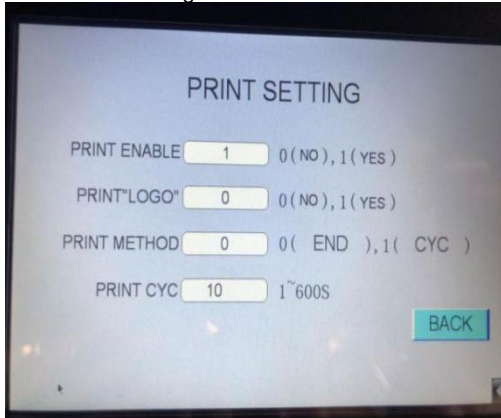 PRINT SETTING
PRINT ENABLE 1 0(NO),1(YES)
PRINT"LOGO" 0 0(NO),1(YES)
PRINT METHOD 0 0( END ),1( CYC )
PRINT CYC 10 1~600S
BACK